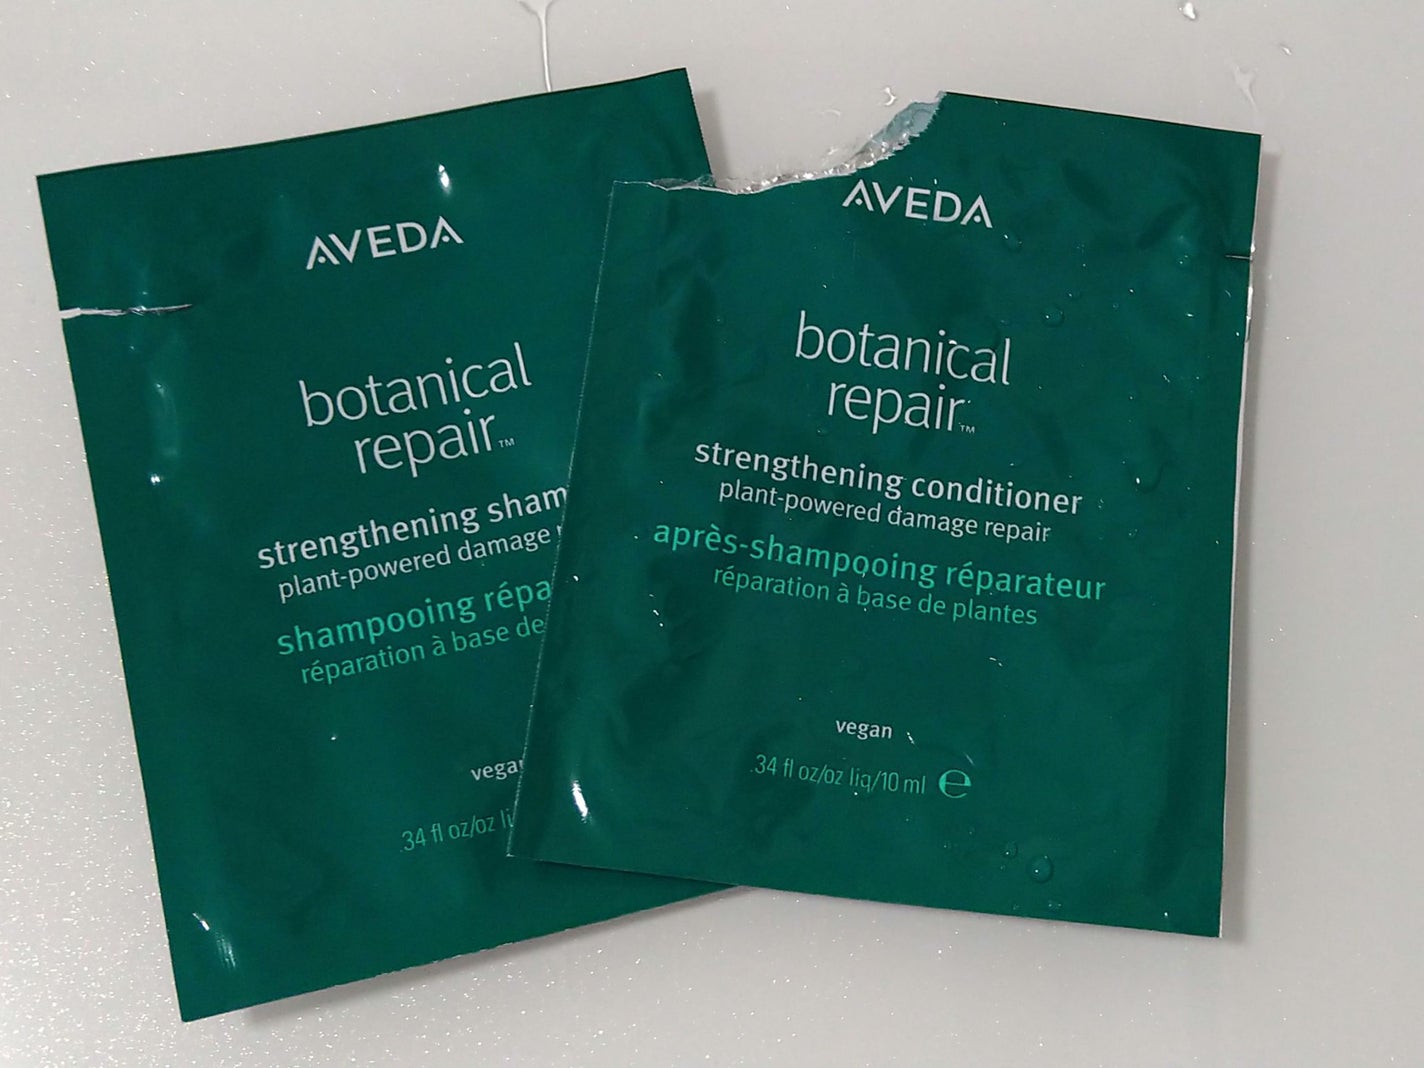 AVEDA
botanical
repair™
strengthening sham
plant-powered damage
shampooing répa
réparation à base de
vegan
.34 fl oz/oz li
AVEDA
botanical
repair™
strengthening conditioner
plant-powered damage repair
après-shampooing réparateur
réparation à base de plantes
vegan
.34 fl oz/oz liq/10 ml ℮